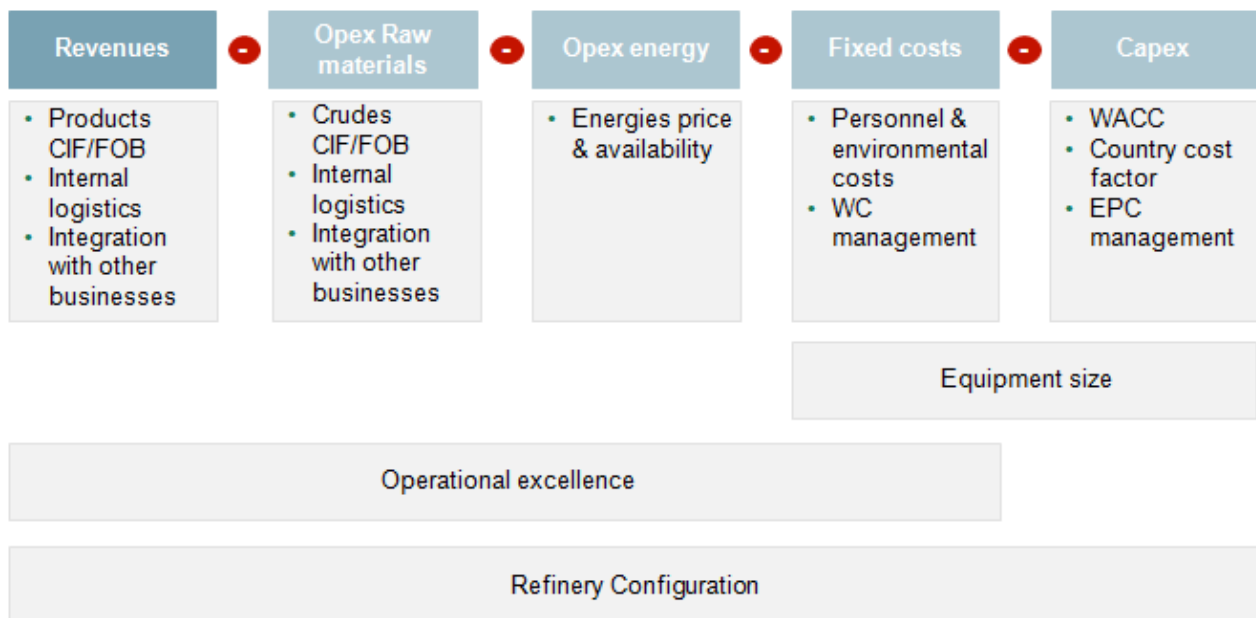 Revenues
-
Opex Raw
materials
-
Opex energy
-
Fixed costs
-
Capex
• Products
CIF/FOB
• Internal
logistics
• Integration
with other
businesses
• Crudes
CIF/FOB
• Internal
logistics
• Integration
with other
businesses
• Energies price
& availability
• Personnel &
environmental
costs
• WC
management
• WACC
• Country cost
factor
• EPC
management
Equipment size
Operational excellence
Refinery Configuration